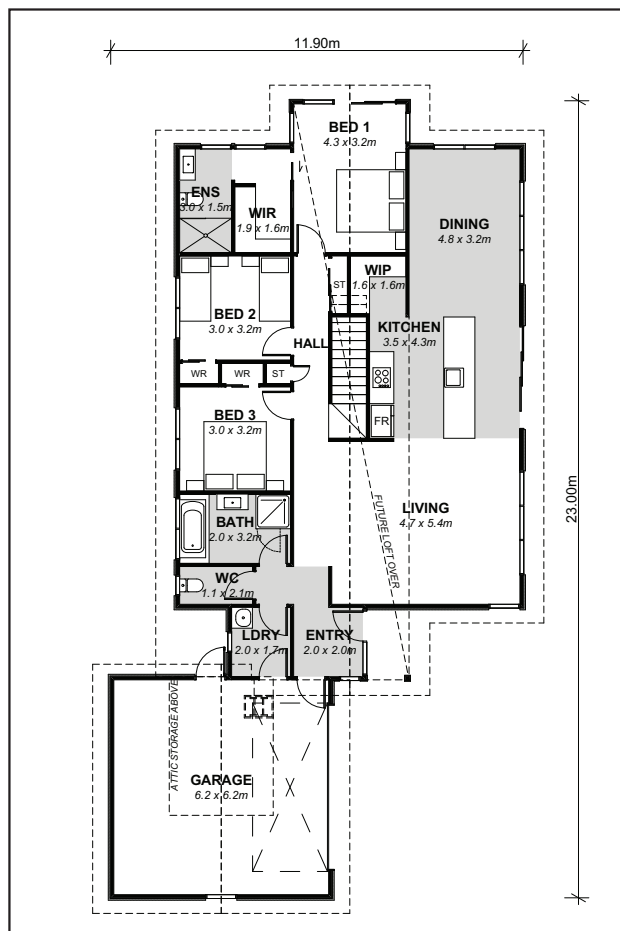 11.90m
BED 1
4.3 x 3.2m
ENS
3.0 x 1.5m
WIR
1.9 x 1.6m
DINING
4.8 x 3.2m
WIP
1.6 x 1.6m
ST
BED 2
3.0 x 3.2m
HALL
KITCHEN
3.5 x 4.3m
WR
WR
ST
FR
BED 3
3.0 x 3.2m
23.00m
LIVING
4.7 x 5.4m
FUTURE LOFT OVER
BATH
2.0 x 3.2m
WC
1.1 x 2.1m
LDRY
2.0 x 1.7m
ENTRY
2.0 x 2.0m
ATTIC STORAGE ABOVE
GARAGE
6.2 x 6.2m